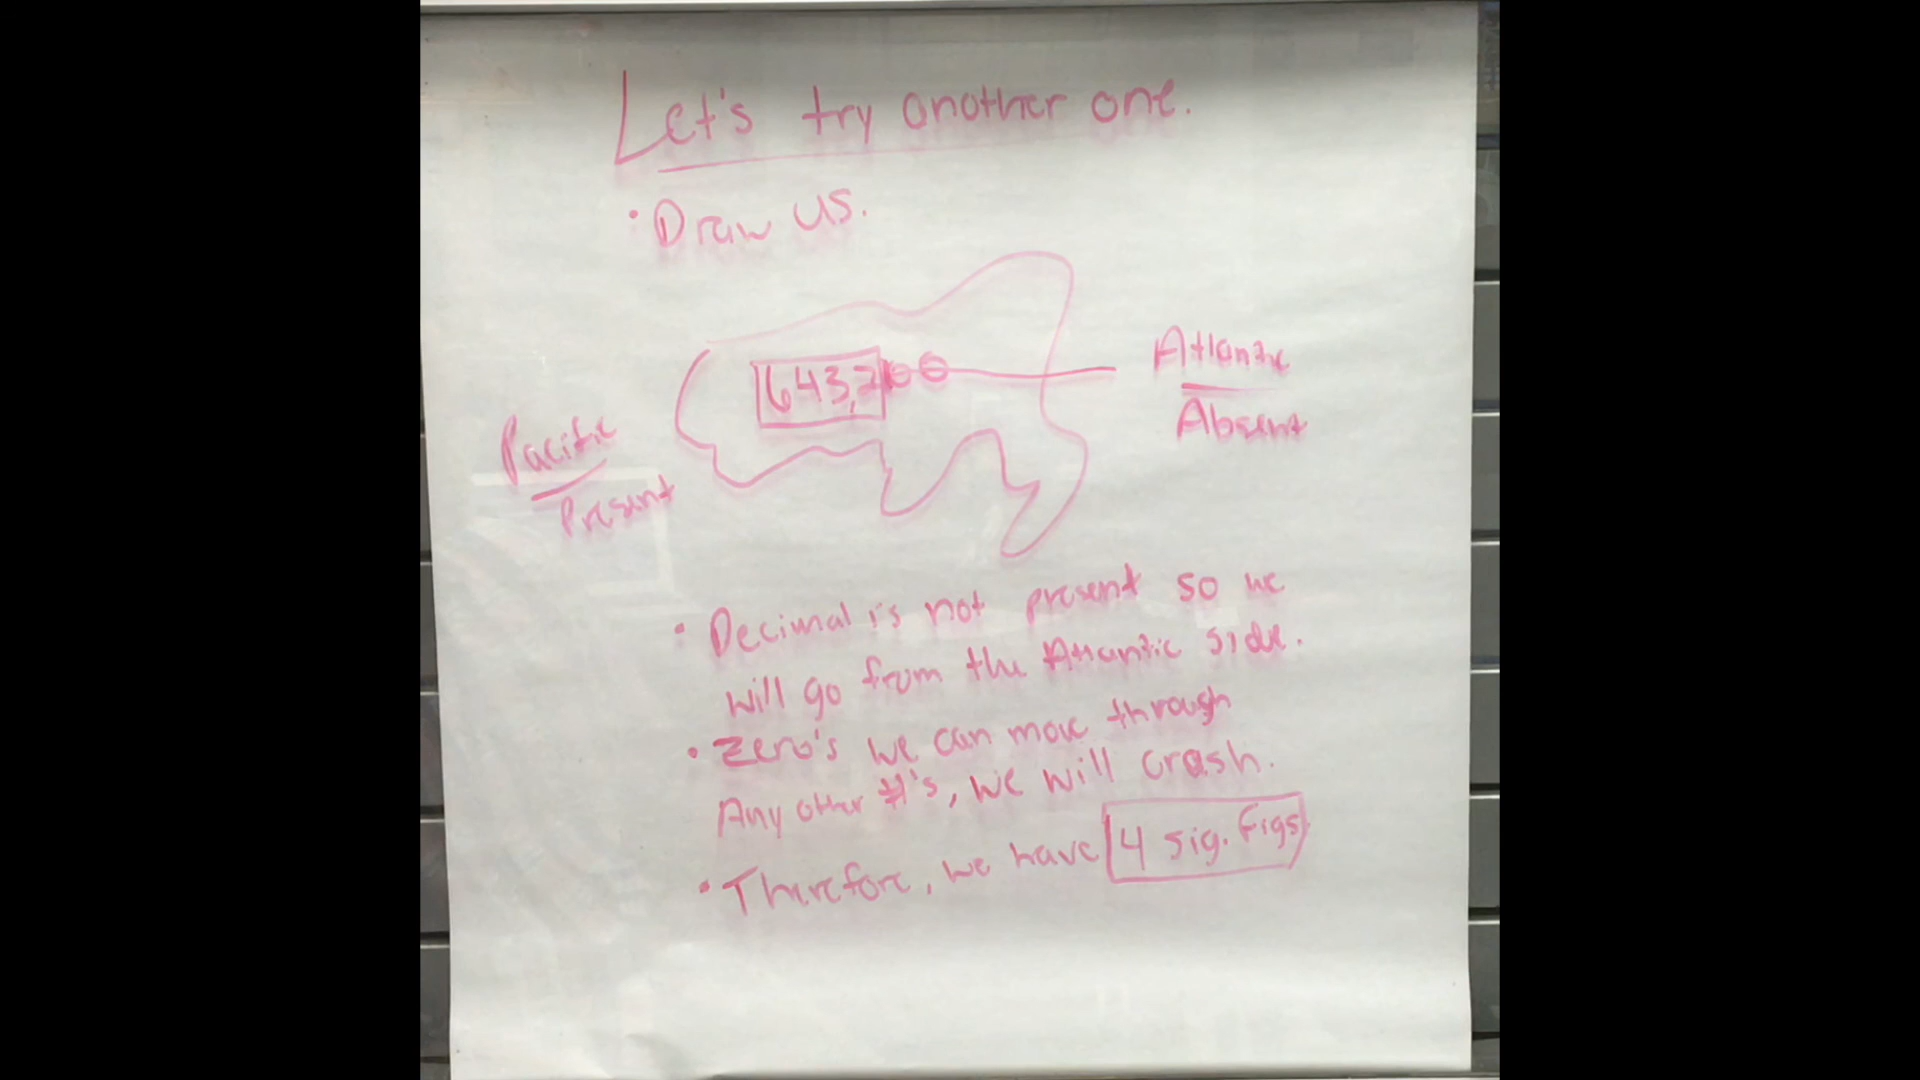 Let's try another one.
• Draw US.
643,200
Atlantic
Absent
Pacific
Present
• Decimal is not present so we
will go from the Atlantic side.
• Zero's we can move through
Any other #'s, we will crash.
• Therefore, we have 4 sig. figs